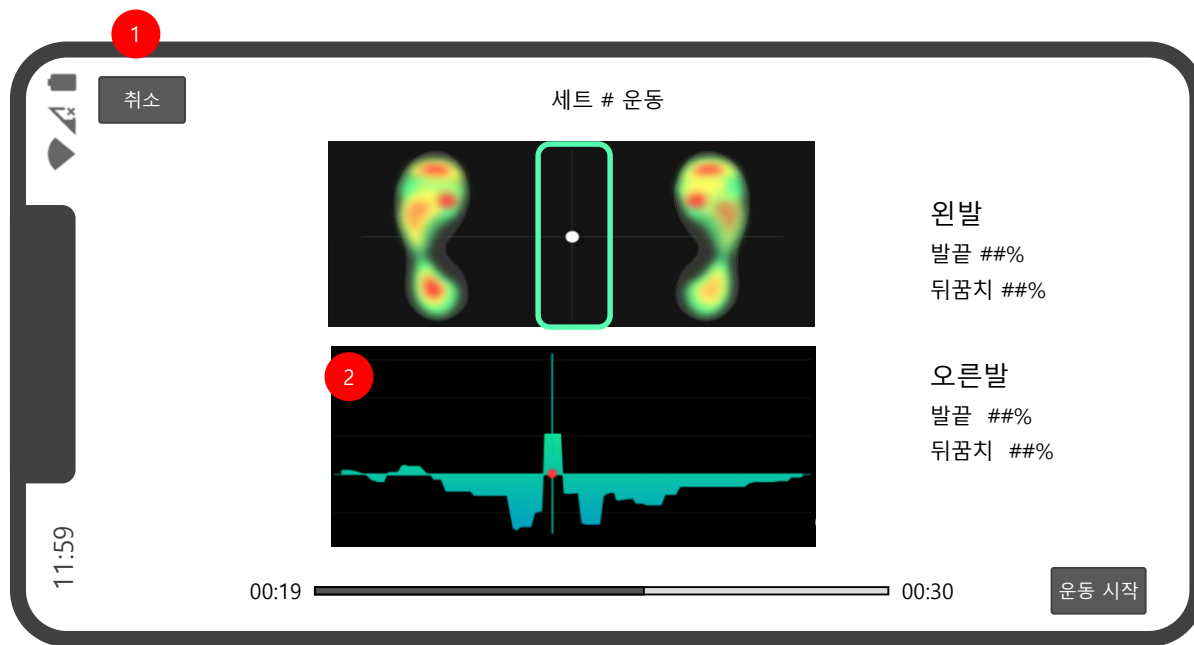 1
취소
세트 # 운동
왼발
발끝 ##%
뒤꿈치 ##%
2
오른발
발끝 ##%
뒤꿈치 ##%
11:59
00:19
00:30
운동 시작